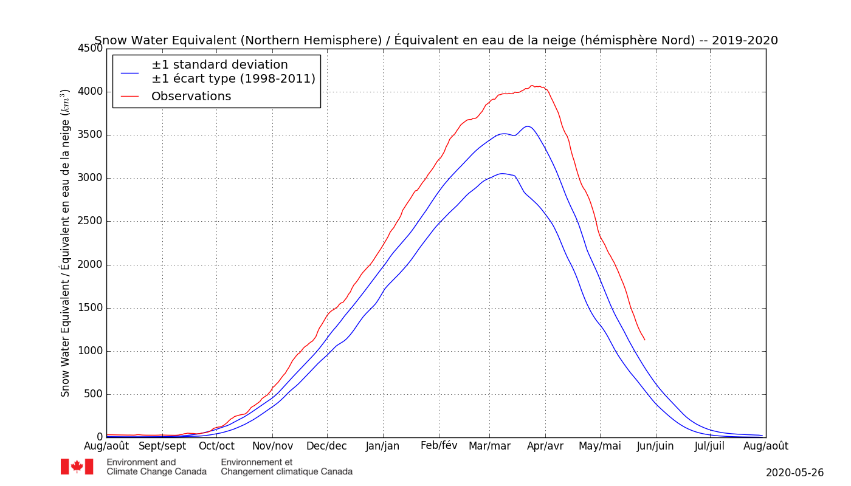 Snow Water Equivalent (Northern Hemisphere) / Équivalent en eau de la neige (hémisphère Nord) -- 2019-2020
4500
4000
3500
3000
2500
2000
1500
1000
500
0
Snow Water Equivalent / Équivalent en eau de la neige (km³)
±1 standard deviation
±1 écart type (1998-2011)
Observations
Aug/août Sept/sept Oct/oct Nov/nov Dec/dec Jan/jan Feb/fév Mar/mar Apr/avr May/mai Jun/juin Jul/juil Aug/août
Environment and
Climate Change Canada
Environnement et
Changement climatique Canada
2020-05-26